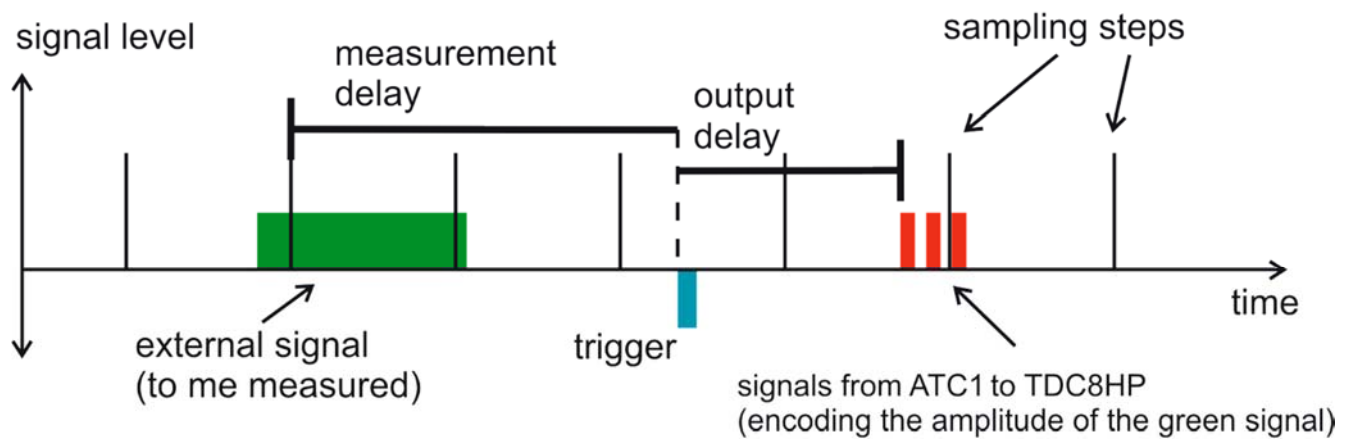 signal level
measurement
delay
output
delay
sampling steps
external signal
(to me measured)
trigger
time
signals from ATC1 to TDC8HP
(encoding the amplitude of the green signal)